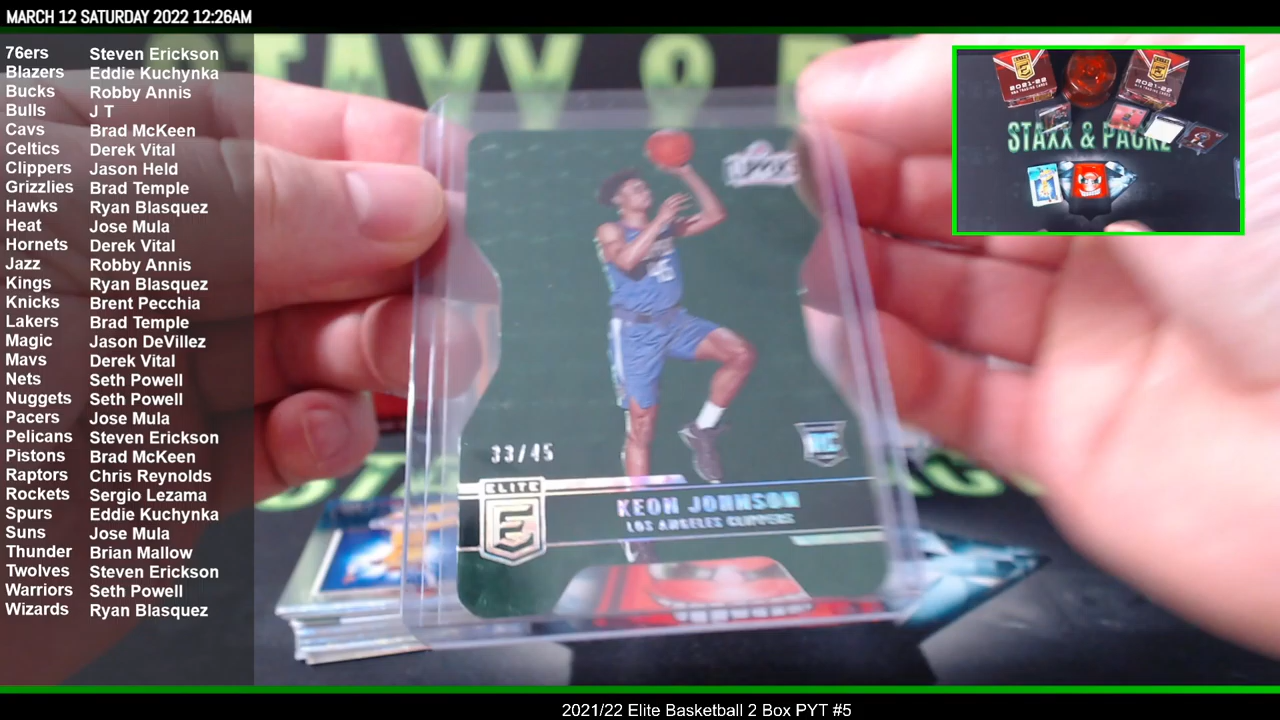 MARCH 12 SATURDAY 2022 12:26AM
76ers Steven Erickson
Blazers Eddie Kuchynka
Bucks Robby Annis
Bulls J T
Cavs Brad McKeen
Celtics Derek Vital
Clippers Jason Held
Grizzlies Brad Temple
Hawks Ryan Blasquez
Heat Jose Mula
Hornets Derek Vital
Jazz Robby Annis
Kings Ryan Blasquez
Knicks Brent Pecchia
Lakers Brad Temple
Magic Jason DeVillez
Mavs Derek Vital
Nets Seth Powell
Nuggets Seth Powell
Pacers Jose Mula
Pelicans Steven Erickson
Pistons Brad McKeen
Raptors Chris Reynolds
Rockets Sergio Lezama
Spurs Eddie Kuchynka
Suns Jose Mula
Thunder Brian Mallow
Twolves Steven Erickson
Warriors Seth Powell
Wizards Ryan Blasquez
2021-22
2021-22
STAXX & PACKZ
33/45
RC
ELITE
E
KEON JOHNSON
LOS ANGELES CLIPPERS
2021/22 Elite Basketball 2 Box PYT #5